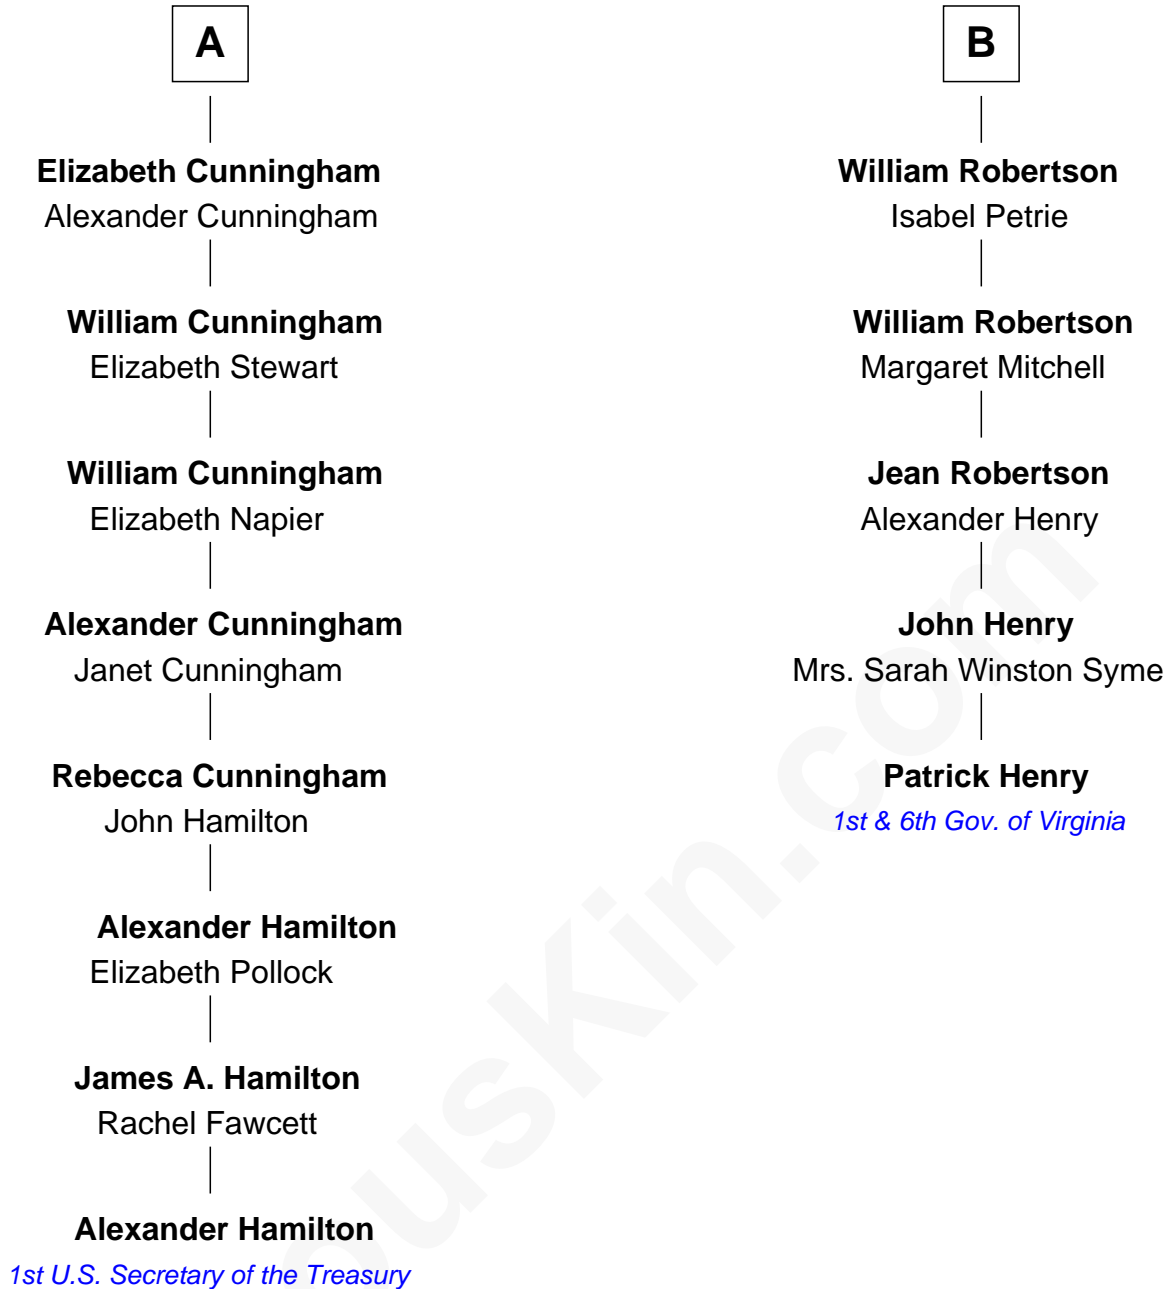 A
Elizabeth Cunningham
Alexander Cunningham
William Cunningham
Elizabeth Stewart
William Cunningham
Elizabeth Napier
Alexander Cunningham
Janet Cunningham
Rebecca Cunningham
John Hamilton
Alexander Hamilton
Elizabeth Pollock
James A. Hamilton
Rachel Fawcett
Alexander Hamilton
1st U.S. Secretary of the Treasury
B
William Robertson
Isabel Petrie
William Robertson
Margaret Mitchell
Jean Robertson
Alexander Henry
John Henry
Mrs. Sarah Winston Syme
Patrick Henry
1st & 6th Gov. of Virginia
ousKin.com